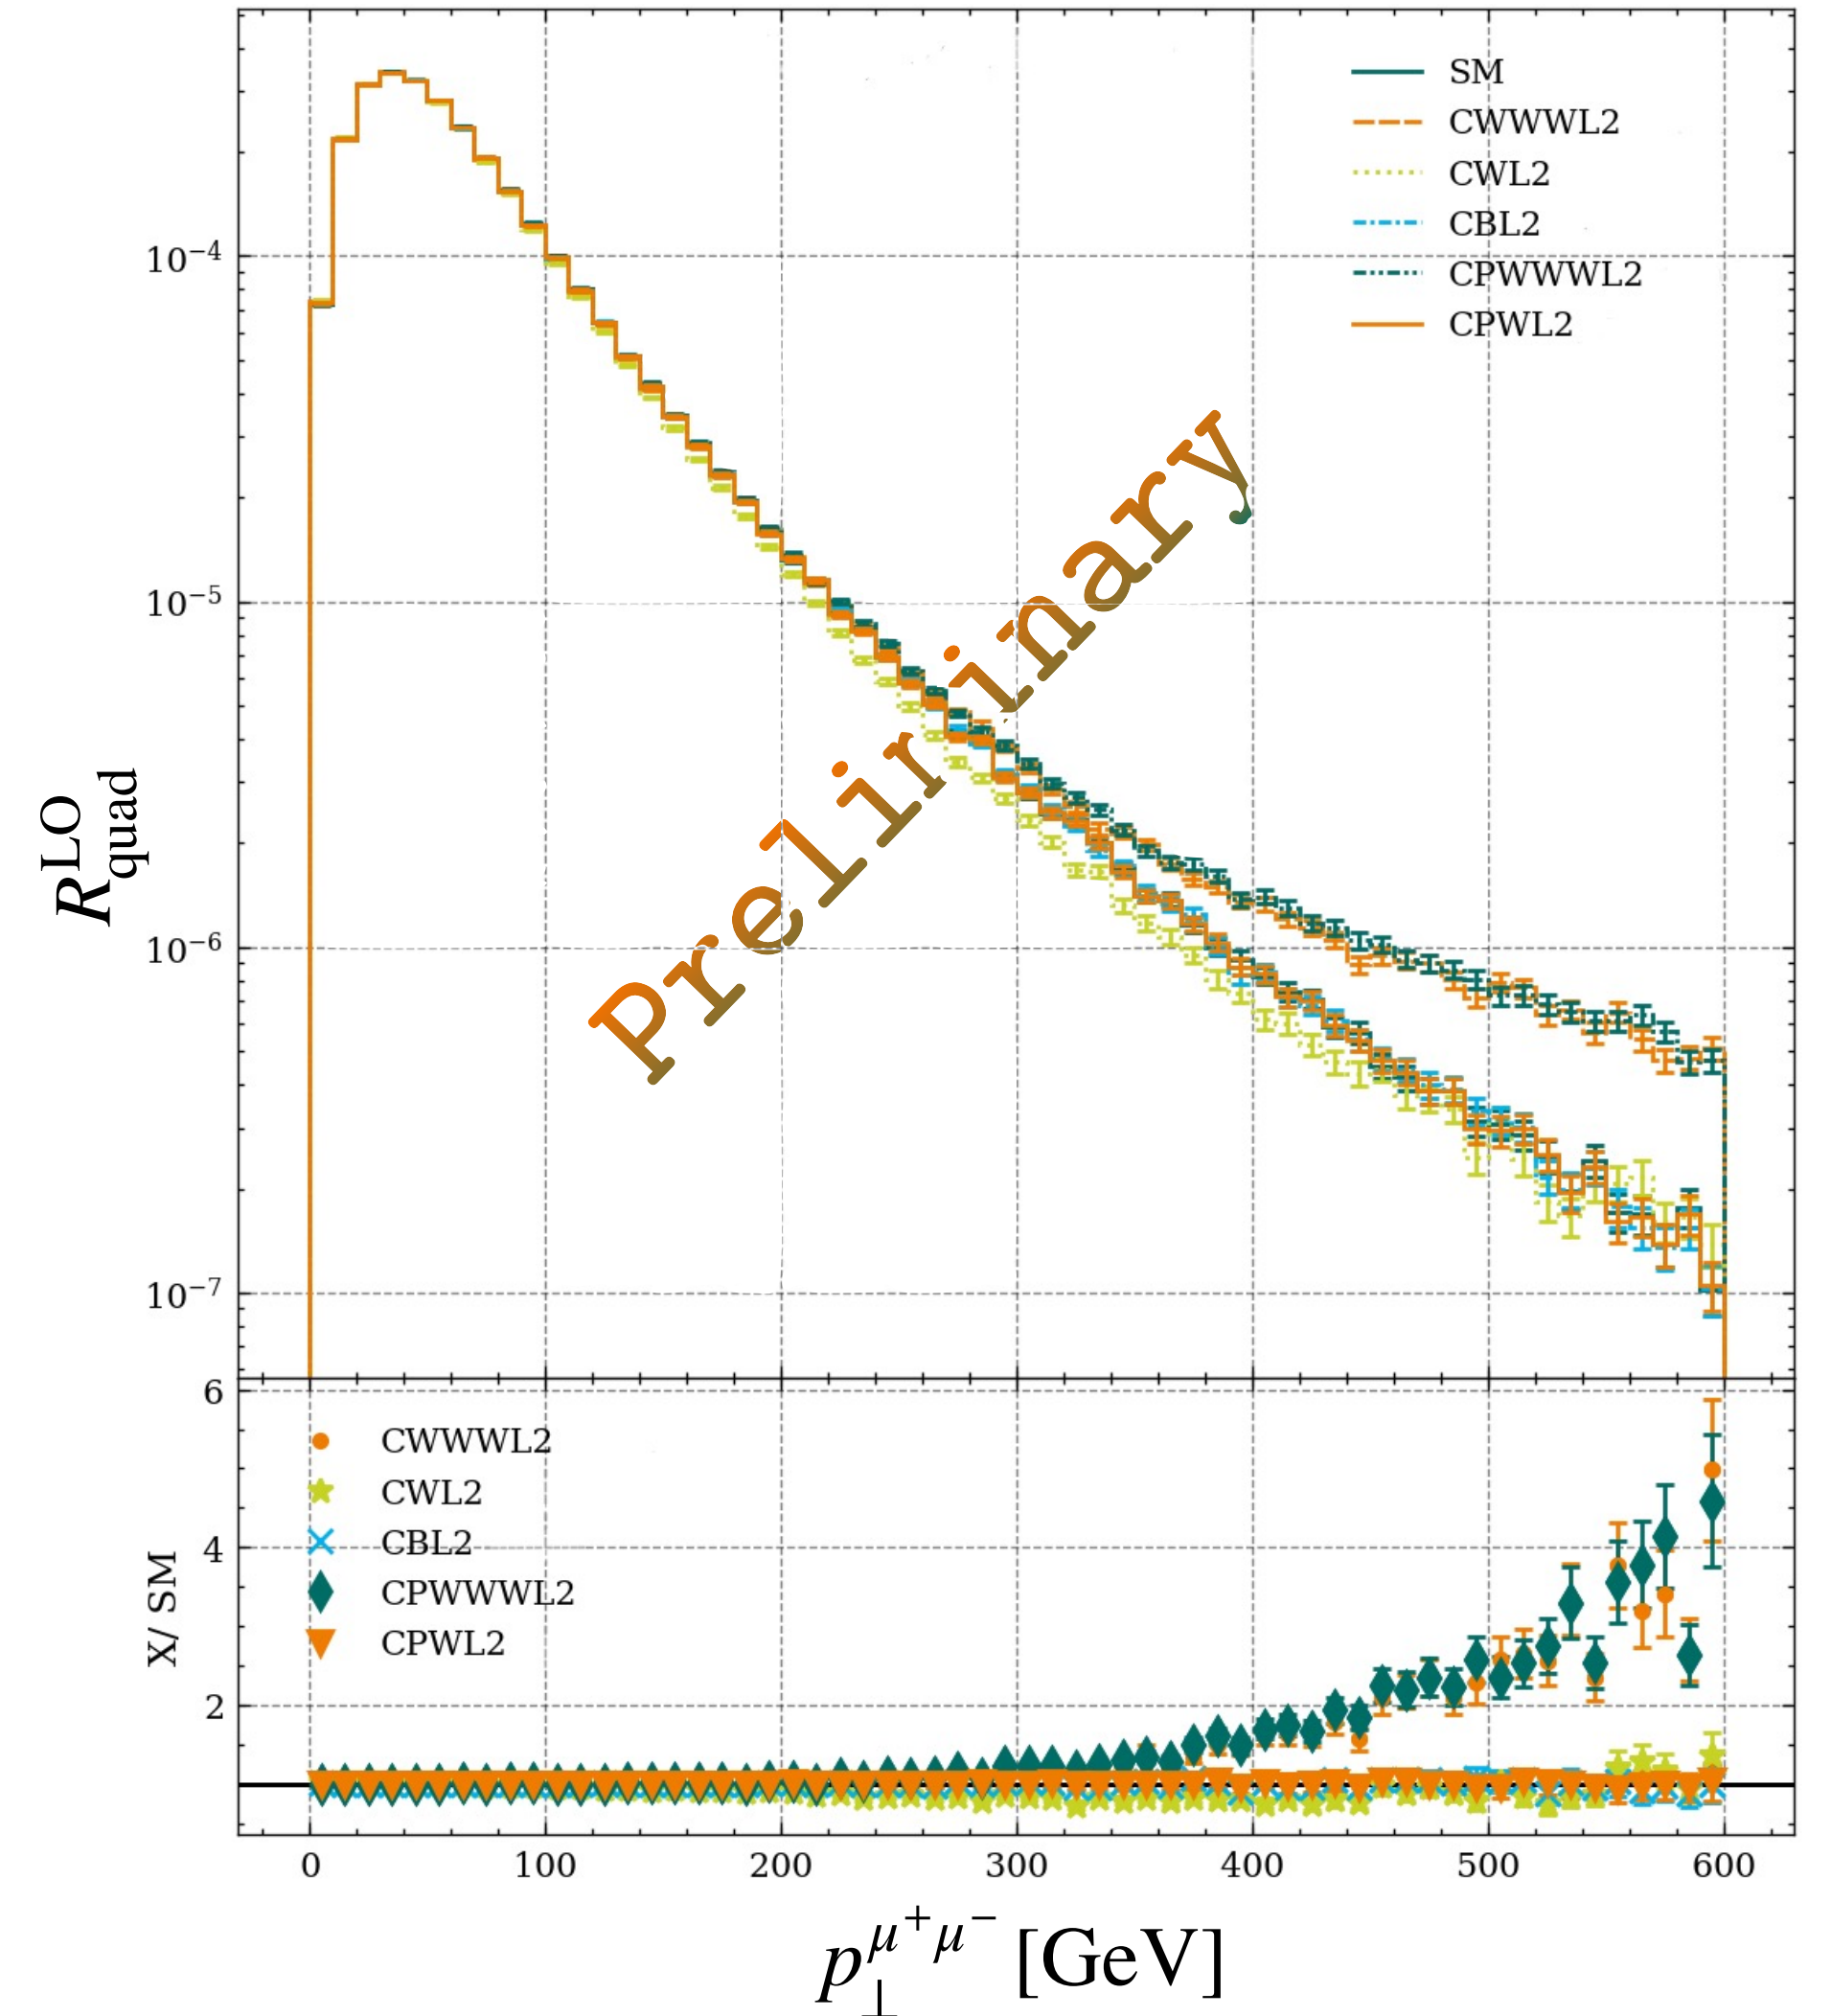 SM
CWWWL2
CWL2
CBL2
CPWWWL2
CPWL2
10⁻⁴
10⁻⁵
10⁻⁶
10⁻⁷
R^LO_quad
Preliminary
6
4
2
X/ SM
CWWWL2
CWL2
CBL2
CPWWWL2
CPWL2
0 100 200 300 400 500 600
p_⊥^μ⁺μ⁻ [GeV]